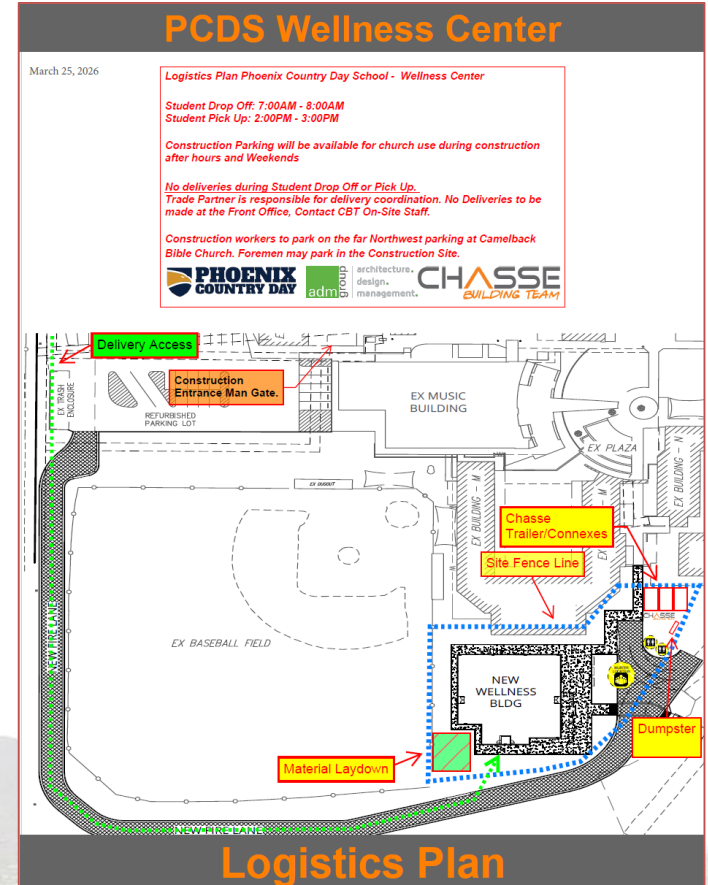 PCDS Wellness Center
March 25, 2026
Logistics Plan Phoenix Country Day School - Wellness Center
Student Drop Off: 7:00AM - 8:00AM
Student Pick Up: 2:00PM - 3:00PM
Construction Parking will be available for church use during construction
after hours and Weekends
No deliveries during Student Drop Off or Pick Up.
Trade Partner is responsible for delivery coordination. No Deliveries to be
made at the Front Office, Contact CBT On-Site Staff.
Construction workers to park on the far Northwest parking at Camelback
Bible Church. Foremen may park in the Construction Site.
PHOENIX
COUNTRY DAY
adm
group
architecture.
design.
management.
CHASSE
BUILDING TEAM
Delivery Access
Construction
Entrance Man Gate.
EX TRASH
ENCLOSURE
REFURBISHED
PARKING LOT
EX MUSIC
BUILDING
EX PLAZA
EX BUILDING - N
EX DUGOUT
EX BUILDING - M
EX BUILDING - M
Chasse
Trailer/Connexes
Site Fence Line
CHASSE
NEW FIRE LANE
EX BASEBALL FIELD
NEW
WELLNESS
BLDG
Dumpster
Material Laydown
NEW FIRE LANE
Logistics Plan